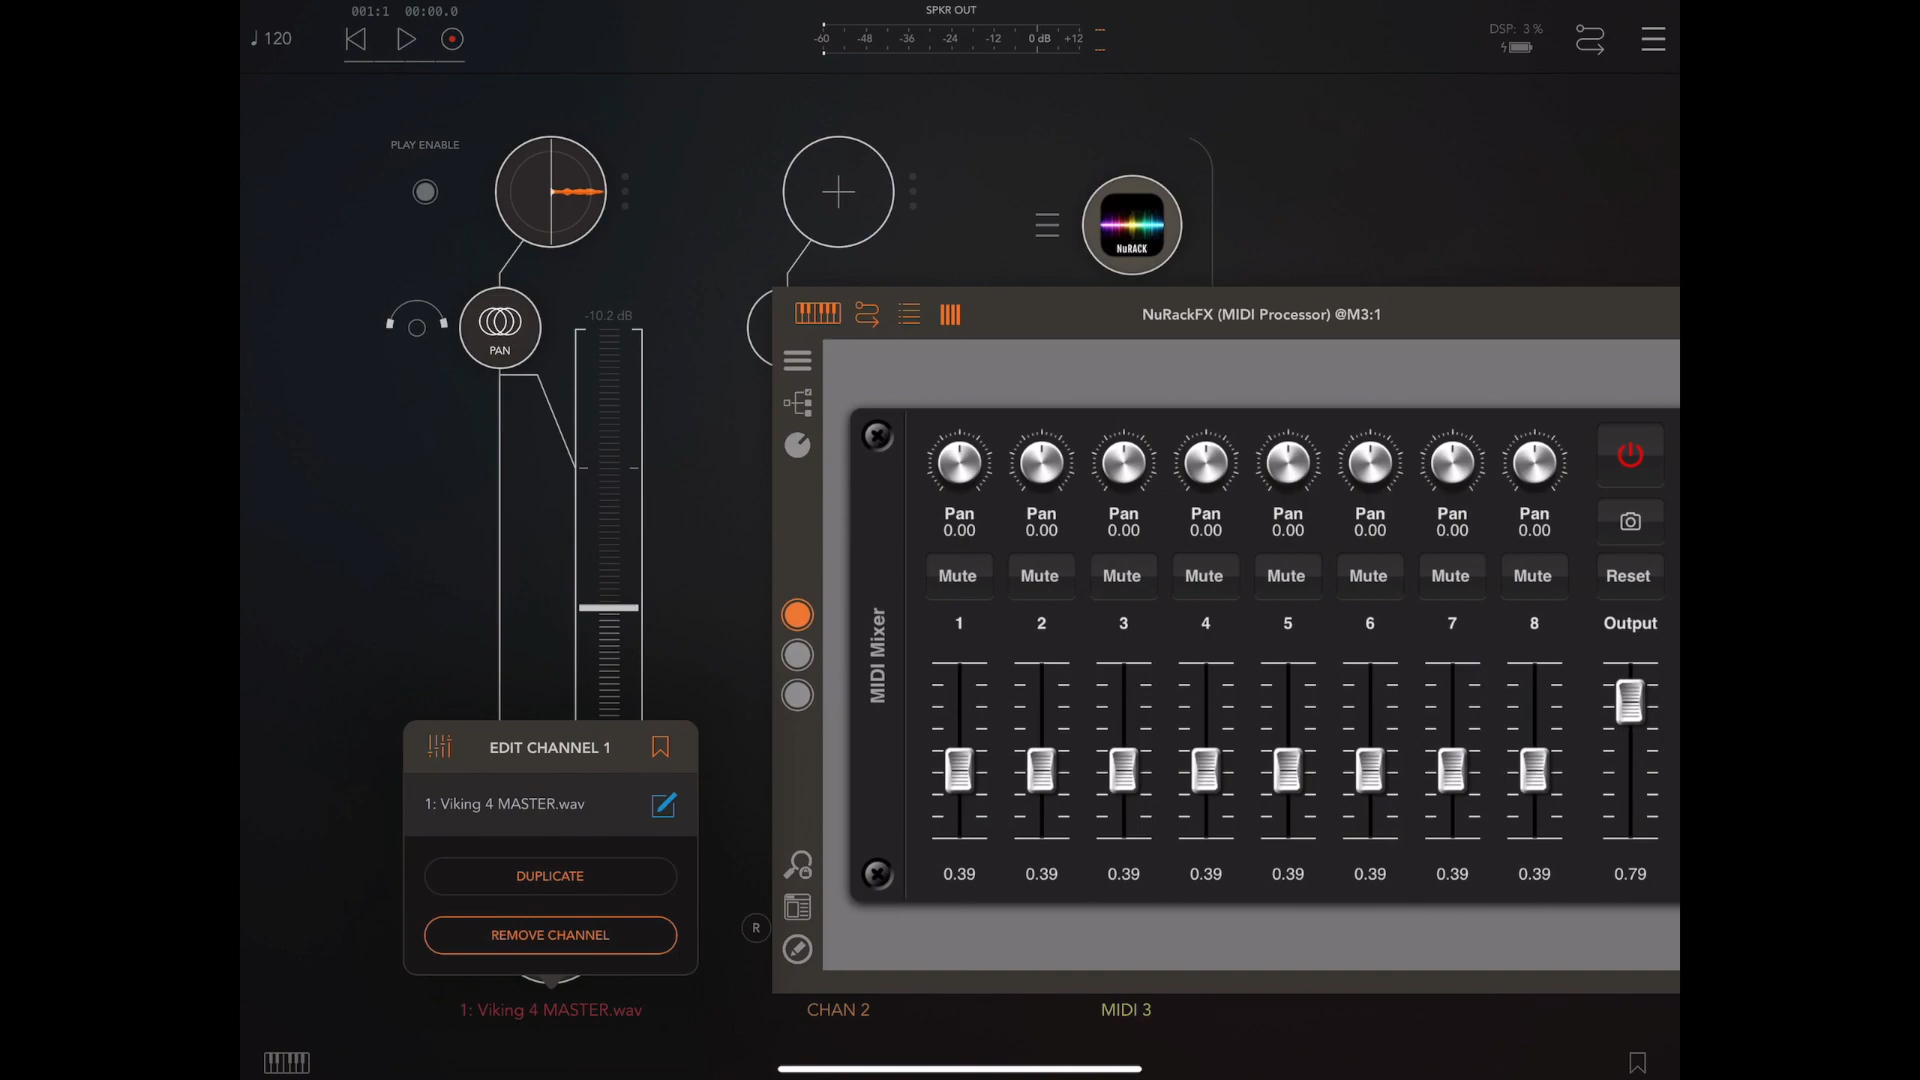 001:1 00:00.0
SPKR OUT
♩ 120
-60 -48 -36 -24 -12 0 dB +12
DSP: 3 %
PLAY ENABLE
NuRACK
-10.2 dB
PAN
NuRackFX (MIDI Processor) @M3:1
Pan Pan Pan Pan Pan Pan Pan Pan
0.00 0.00 0.00 0.00 0.00 0.00 0.00 0.00
Mute Mute Mute Mute Mute Mute Mute Mute Reset
1 2 3 4 5 6 7 8 Output
MIDI Mixer
0.39 0.39 0.39 0.39 0.39 0.39 0.39 0.39 0.79
EDIT CHANNEL 1
1: Viking 4 MASTER.wav
DUPLICATE
REMOVE CHANNEL
R
1: Viking 4 MASTER.wav
CHAN 2
MIDI 3